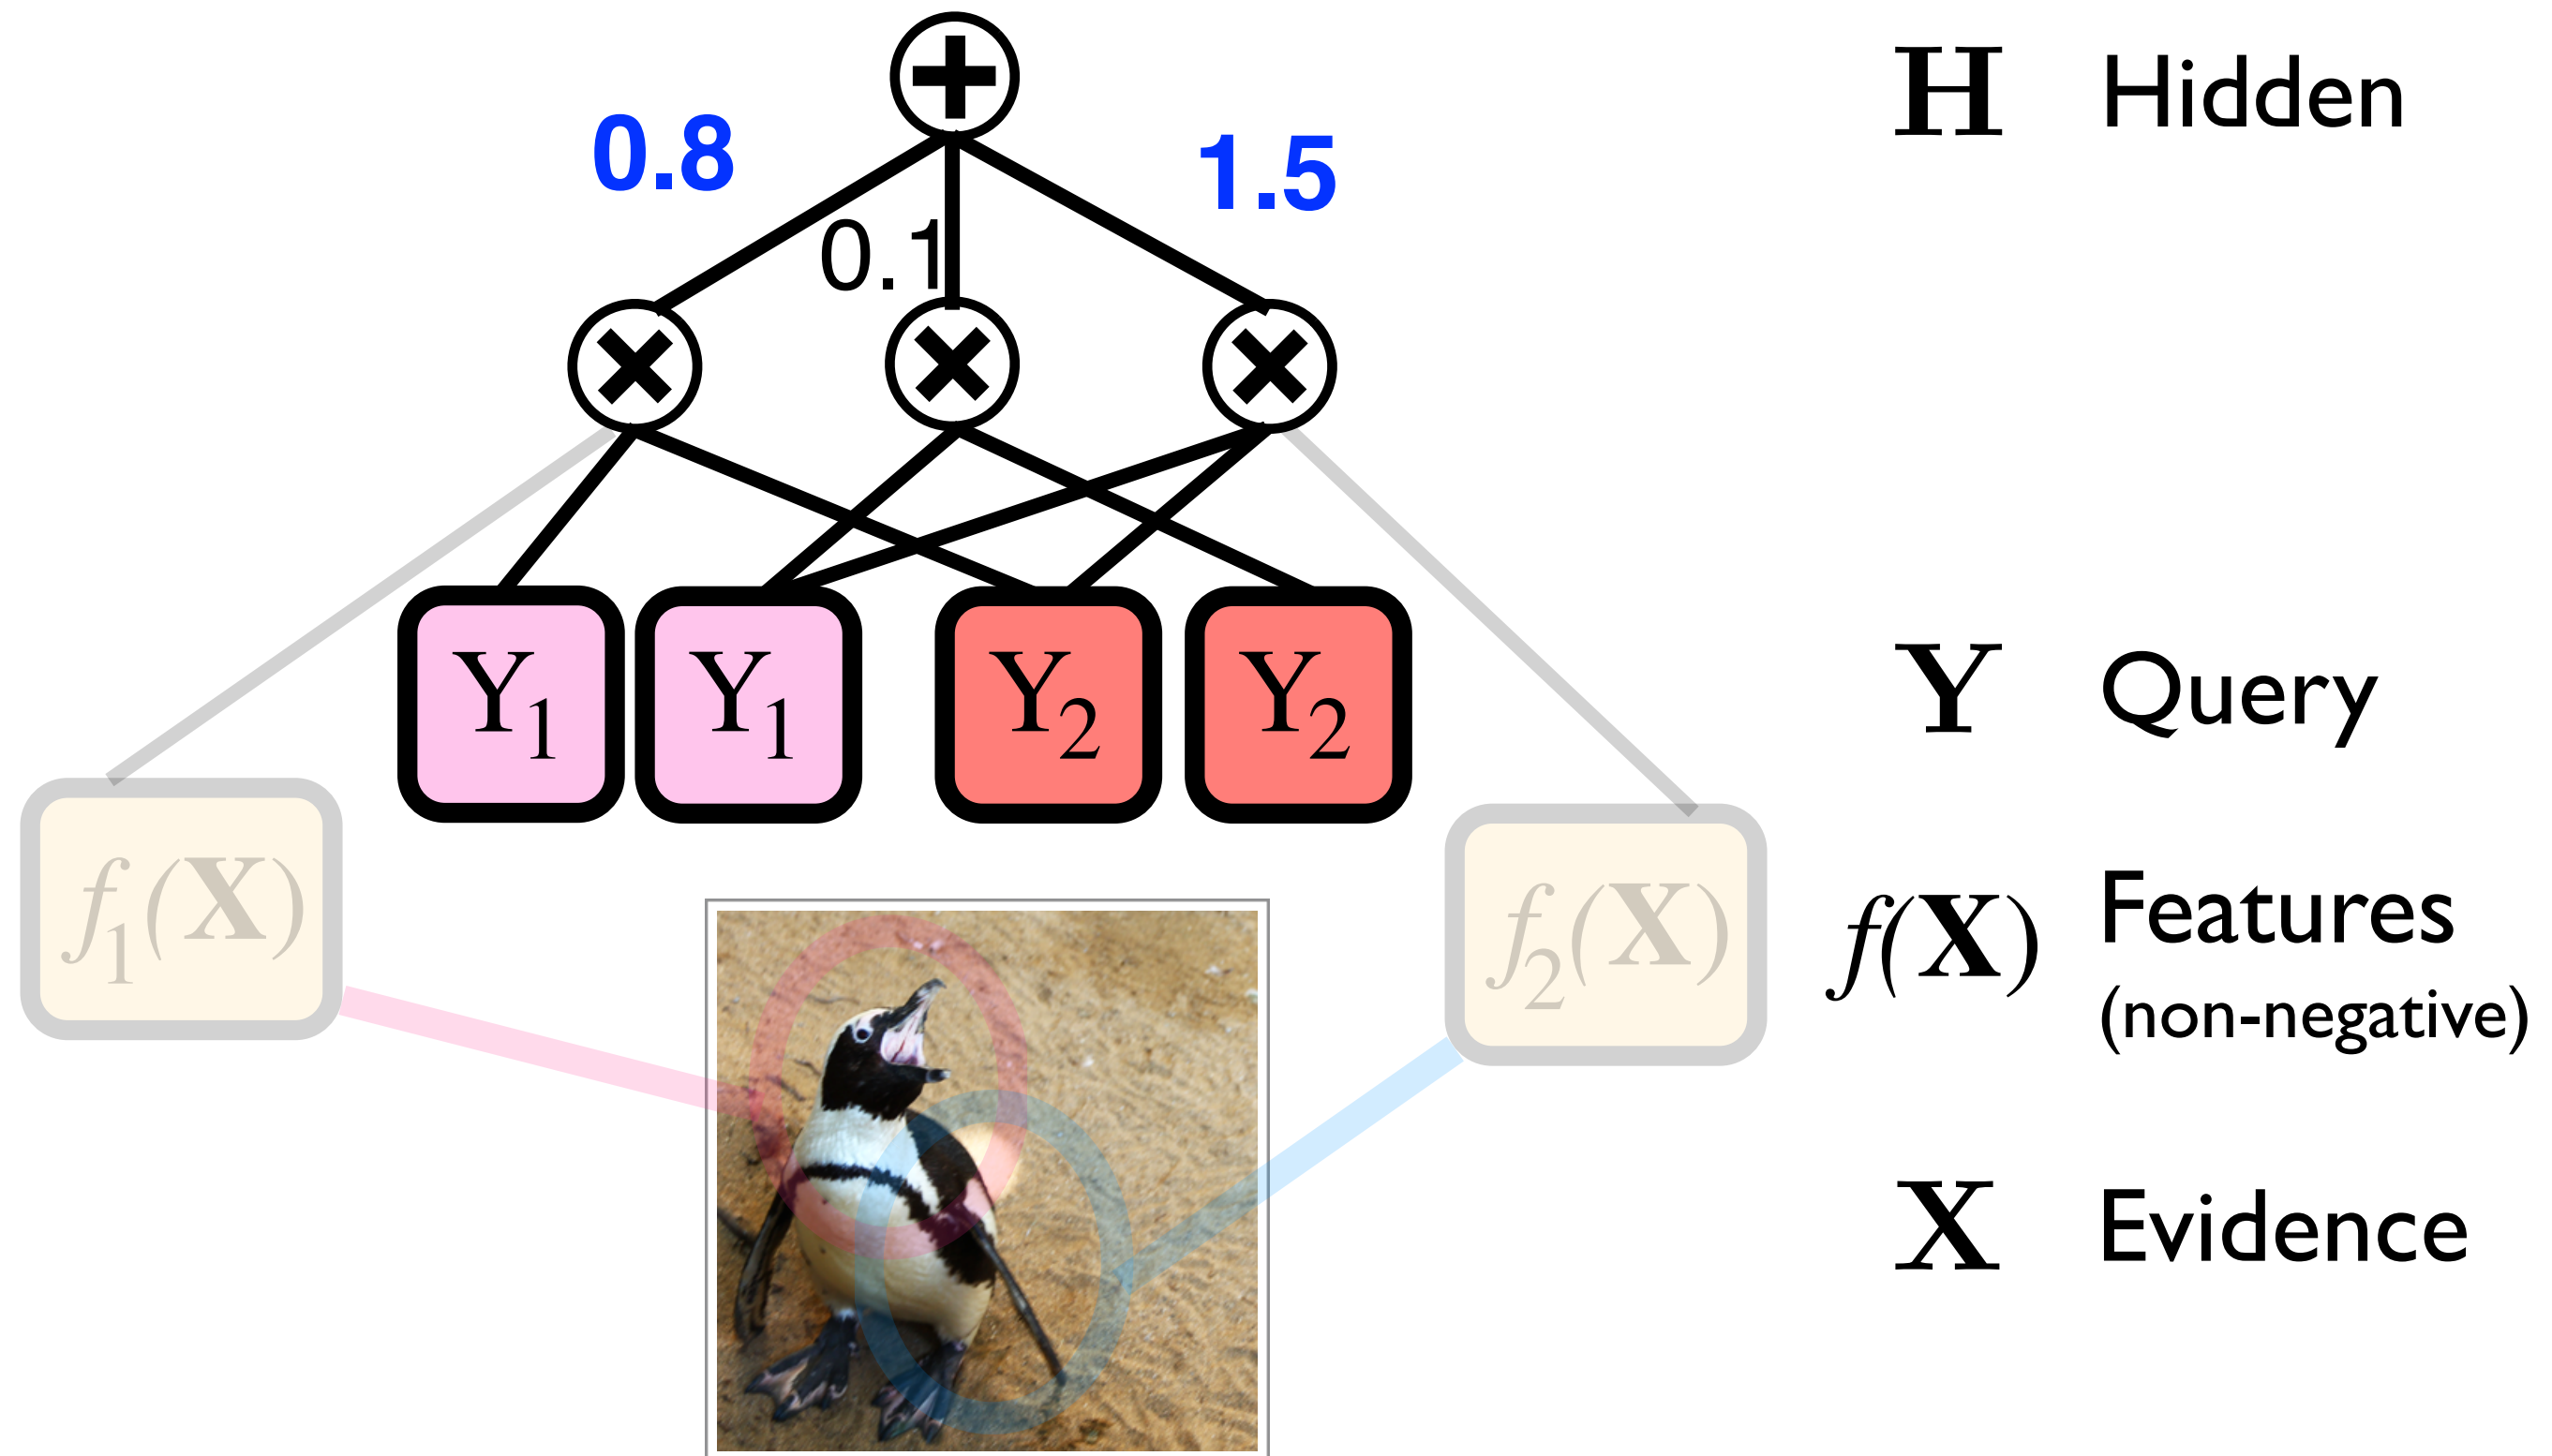 +
0.8
0.1
1.5
× × ×
Y₁ Y₁ Y₂ Y₂
f₁(X)
f₂(X)
H Hidden
Y Query
f(X) Features
(non-negative)
X Evidence